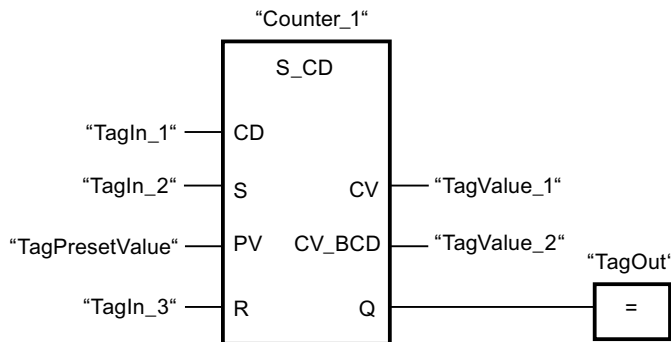 “Counter_1“
S_CD
“TagIn_1“ CD
“TagIn_2“ S CV “TagValue_1“
“TagPresetValue“ PV CV_BCD “TagValue_2“
“TagOut“
“TagIn_3“ R Q =